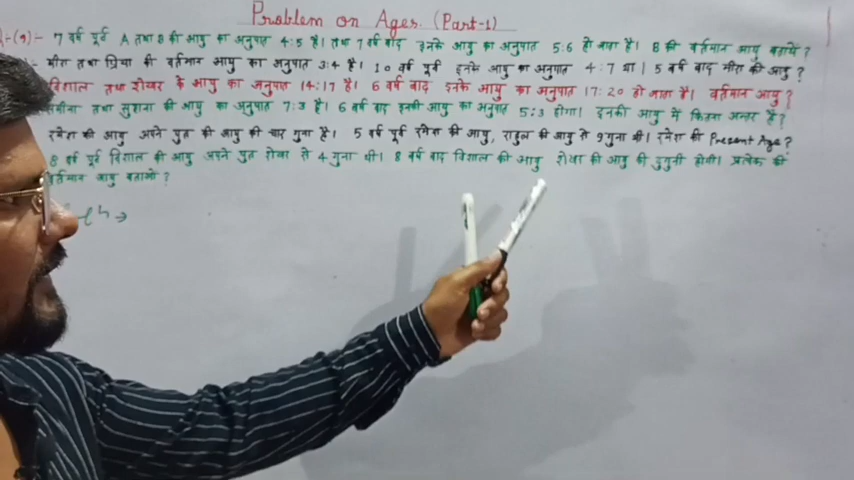 Problem on Ages. (Part-1)
(9) - 7 वर्ष पूर्व A तथा B की आयु का अनुपात 4:5 है। तथा 7 वर्ष बाद इनके आयु का अनुपात 5:6 हो जाता है। B की वर्तमान आयु बतायें ?
मीरा तथा प्रिया की वर्तमान आयु का अनुपात 3:4 है। 10 वर्ष पूर्व इनके आयु का अनुपात 4:7 था। 5 वर्ष बाद मीरा की आयु ?
विशाल तथा शेखर के आयु का अनुपात 14:17 है। 6 वर्ष बाद इनके आयु का अनुपात 17:20 हो जाता है। वर्तमान आयु ?
तथा की आयु का अनुपात 7:3 है। 6 वर्ष बाद इनकी आयु का अनुपात 5:3 होगा। इनकी आयु में कितना अन्तर है?
रमेश की आयु अपने पुत्र की आयु की चार गुना है। 5 वर्ष पूर्व रमेश की आयु, राहुल की आयु से 9 गुना थी। रमेश की Present Age?
8 वर्ष पूर्व विशाल की आयु अपने पुत्र शेखर से 4 गुना थी। 8 वर्ष बाद विशाल की आयु की आयु की दुगुनी होगी। प्रत्येक की
वर्तमान आयु बताओ ?